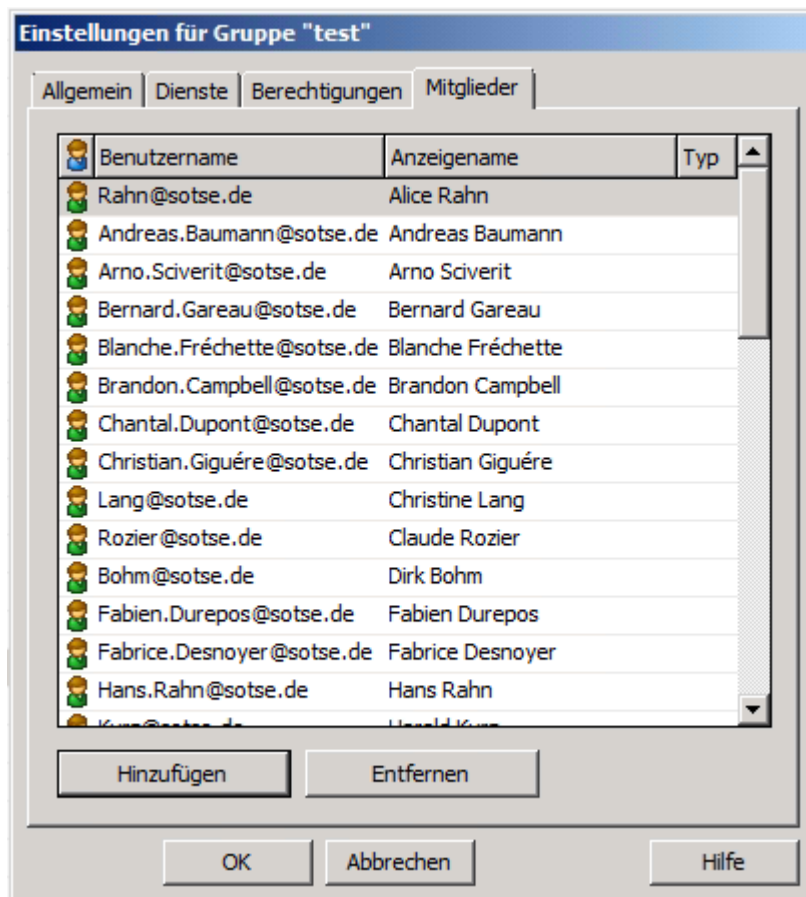 Einstellungen für Gruppe "test"
Allgemein Dienste Berechtigungen Mitglieder
Benutzername Anzeigename Typ
Rahn@sotse.de Alice Rahn
Andreas.Baumann@sotse.de Andreas Baumann
Arno.Sciverit@sotse.de Arno Sciverit
Bernard.Gareau@sotse.de Bernard Gareau
Blanche.Fréchette@sotse.de Blanche Fréchette
Brandon.Campbell@sotse.de Brandon Campbell
Chantal.Dupont@sotse.de Chantal Dupont
Christian.Giguére@sotse.de Christian Giguére
Lang@sotse.de Christine Lang
Rozier@sotse.de Claude Rozier
Bohm@sotse.de Dirk Bohm
Fabien.Durepos@sotse.de Fabien Durepos
Fabrice.Desnoyer@sotse.de Fabrice Desnoyer
Hans.Rahn@sotse.de Hans Rahn
Hinzufügen Entfernen
OK Abbrechen Hilfe